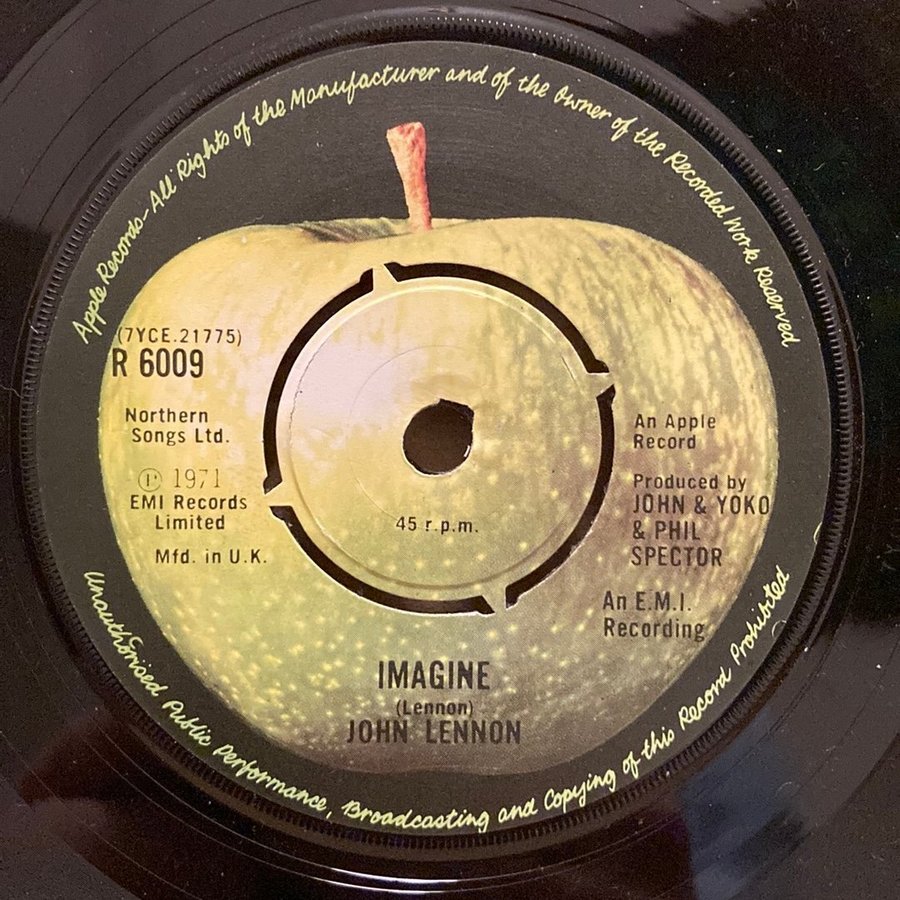 Apple Records-All Rights of the Manufacturer and of the Owner of the Recorded Work Reserved
(7YCE.21775)
R 6009
Northern
Songs Ltd.
Ⓟ 1971
EMI Records
Limited
Mfd. in U.K.
45 r.p.m.
An Apple
Record
Produced by
JOHN & YOKO
& PHIL
SPECTOR
An E.M.I.
Recording
IMAGINE
(Lennon)
JOHN LENNON
Unauthorised Public Performance, Broadcasting and Copying of this Record Prohibited